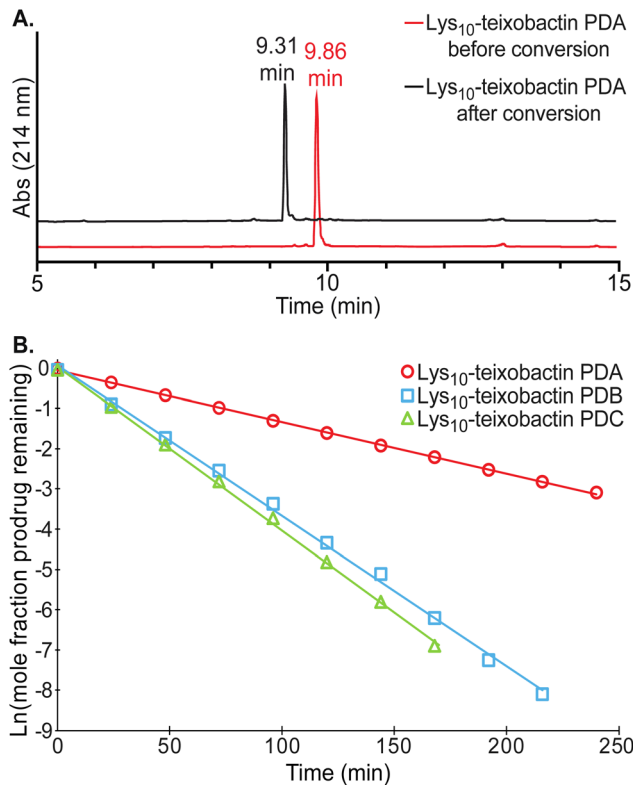 A.
Lys₁₀-teixobactin PDA
before conversion
Lys₁₀-teixobactin PDA
after conversion
9.31
min
9.86
min
Abs (214 nm)
5
10
15
Time (min)
B.
Lys₁₀-teixobactin PDA
Lys₁₀-teixobactin PDB
Lys₁₀-teixobactin PDC
Ln(mole fraction prodrug remaining)
0
-1
-2
-3
-4
-5
-6
-7
-8
-9
0
50
100
150
200
250
Time (min)